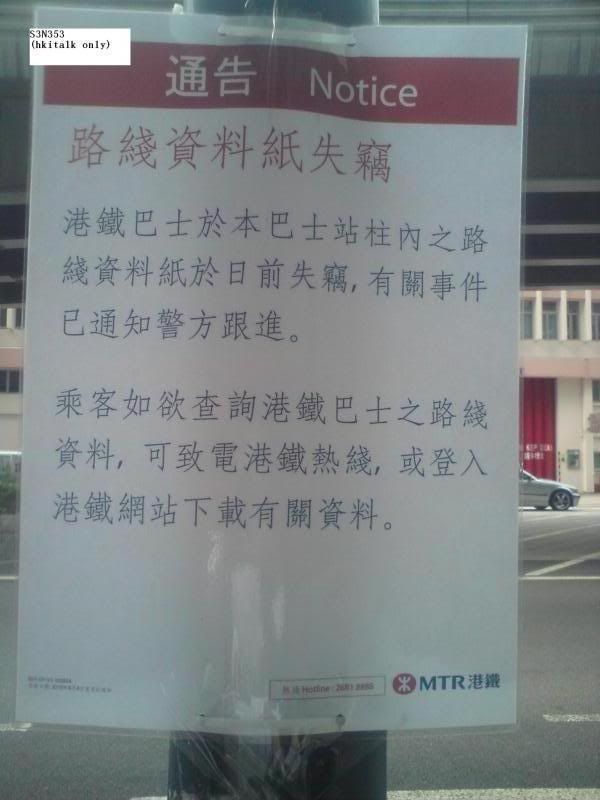 S3N353
(hkitalk only)
通告 Notice
路綫資料紙失竊
港鐵巴士於本巴士站柱內之路
綫資料紙於日前失竊,有關事件
已通知警方跟進。
乘客如欲查詢港鐵巴士之路綫
資料,可致電港鐵熱綫,或登入
港鐵網站下載有關資料。
熱綫 Hotline : 2881 8888
MTR 港鐵